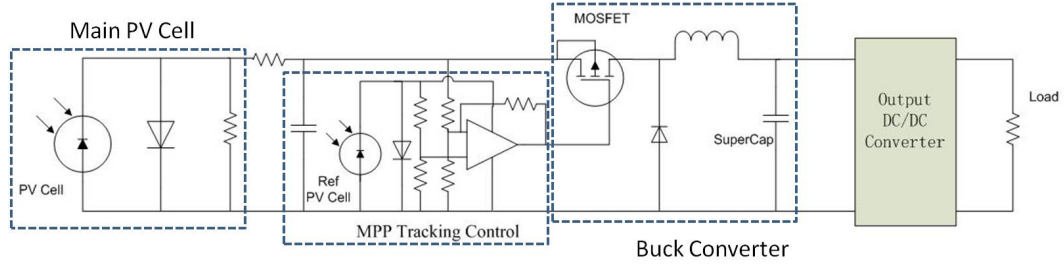 Main PV Cell
MOSFET
PV Cell
Ref
PV Cell
MPP Tracking Control
SuperCap
Buck Converter
Output
DC/DC
Converter
Load